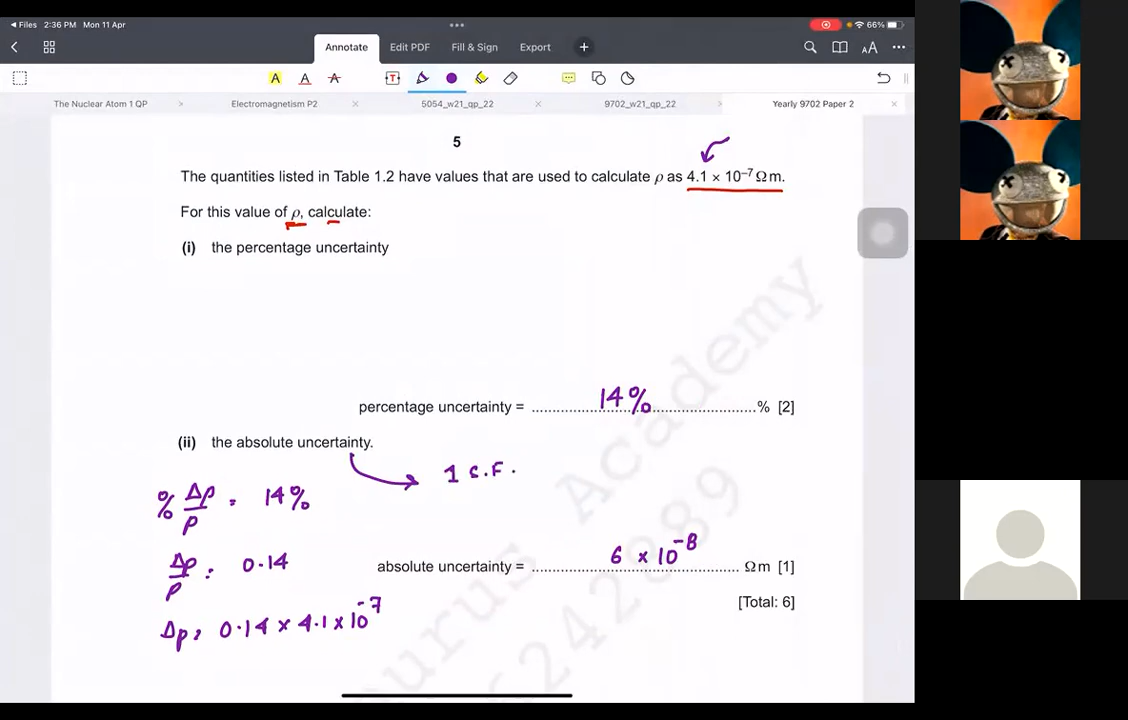 Files 2:36 PM Mon 11 Apr
66%
Annotate Edit PDF Fill & Sign Export
The Nuclear Atom 1 QP Electromagnetism P2 5054_w21_qp_22 9702_w21_qp_22 Yearly 9702 Paper 2
5
The quantities listed in Table 1.2 have values that are used to calculate ρ as 4.1 × 10⁻⁷ Ω m.
For this value of ρ, calculate:
(i) the percentage uncertainty
percentage uncertainty = 14% % [2]
(ii) the absolute uncertainty.
1 S.F.
% Δρ/ρ = 14%
Δρ/ρ = 0.14
absolute uncertainty = 6 × 10⁻⁸ Ω m [1]
[Total: 6]
Δρ = 0.14 × 4.1 × 10⁻⁷
urus Academy
6242889